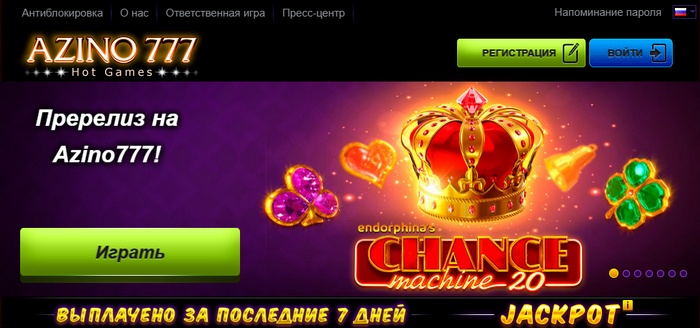 Антиблокировка О нас Ответственная игра Пресс-центр Напоминание пароля
AZINO 777
Hot Games
РЕГИСТРАЦИЯ ВОЙТИ
Пререлиз на
Azino777!
Играть
endorphina's
CHANCE
machine 20
ВЫПЛАЧЕНО ЗА ПОСЛЕДНИЕ 7 ДНЕЙ JACKPOT i